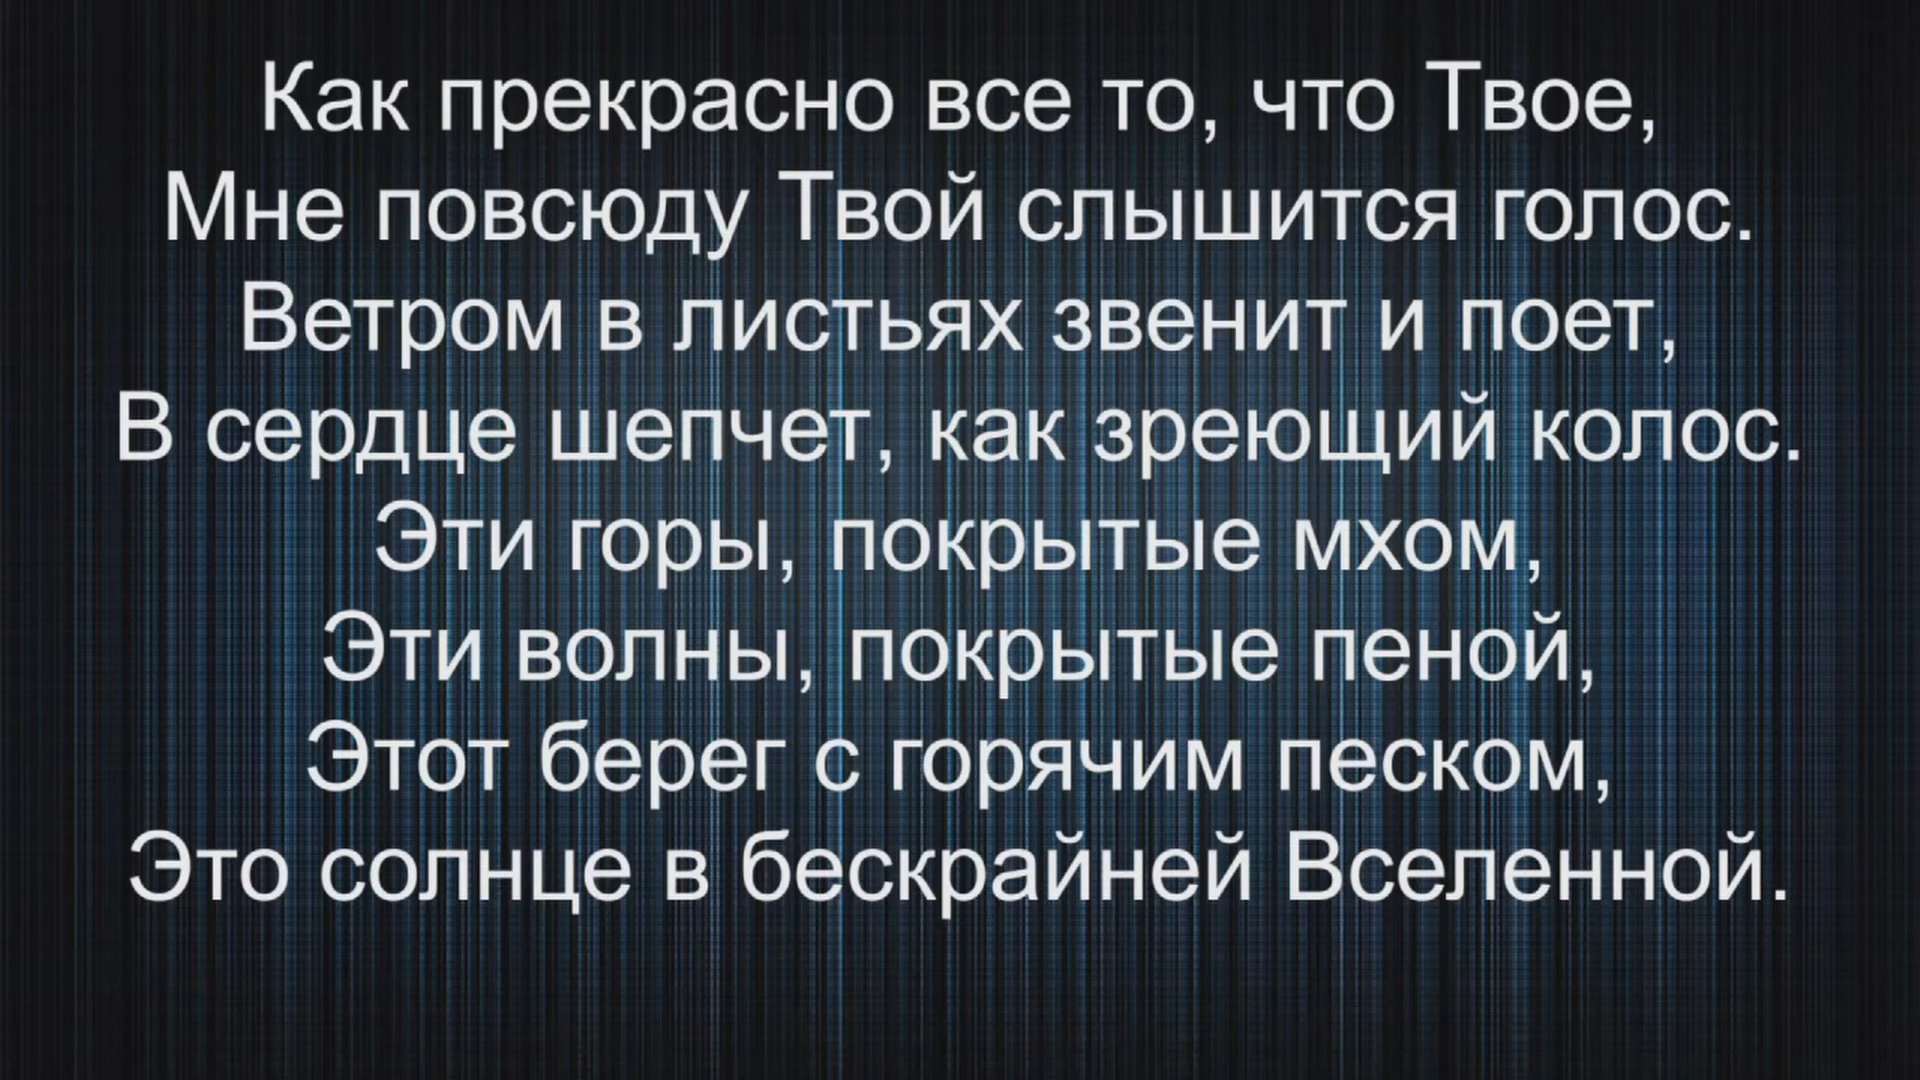 Как прекрасно все то, что Твое,
Мне повсюду Твой слышится голос.
Ветром в листьях звенит и поет,
В сердце шепчет, как зреющий колос.
Эти горы, покрытые мхом,
Эти волны, покрытые пеной,
Этот берег с горячим песком,
Это солнце в бескрайней Вселенной.